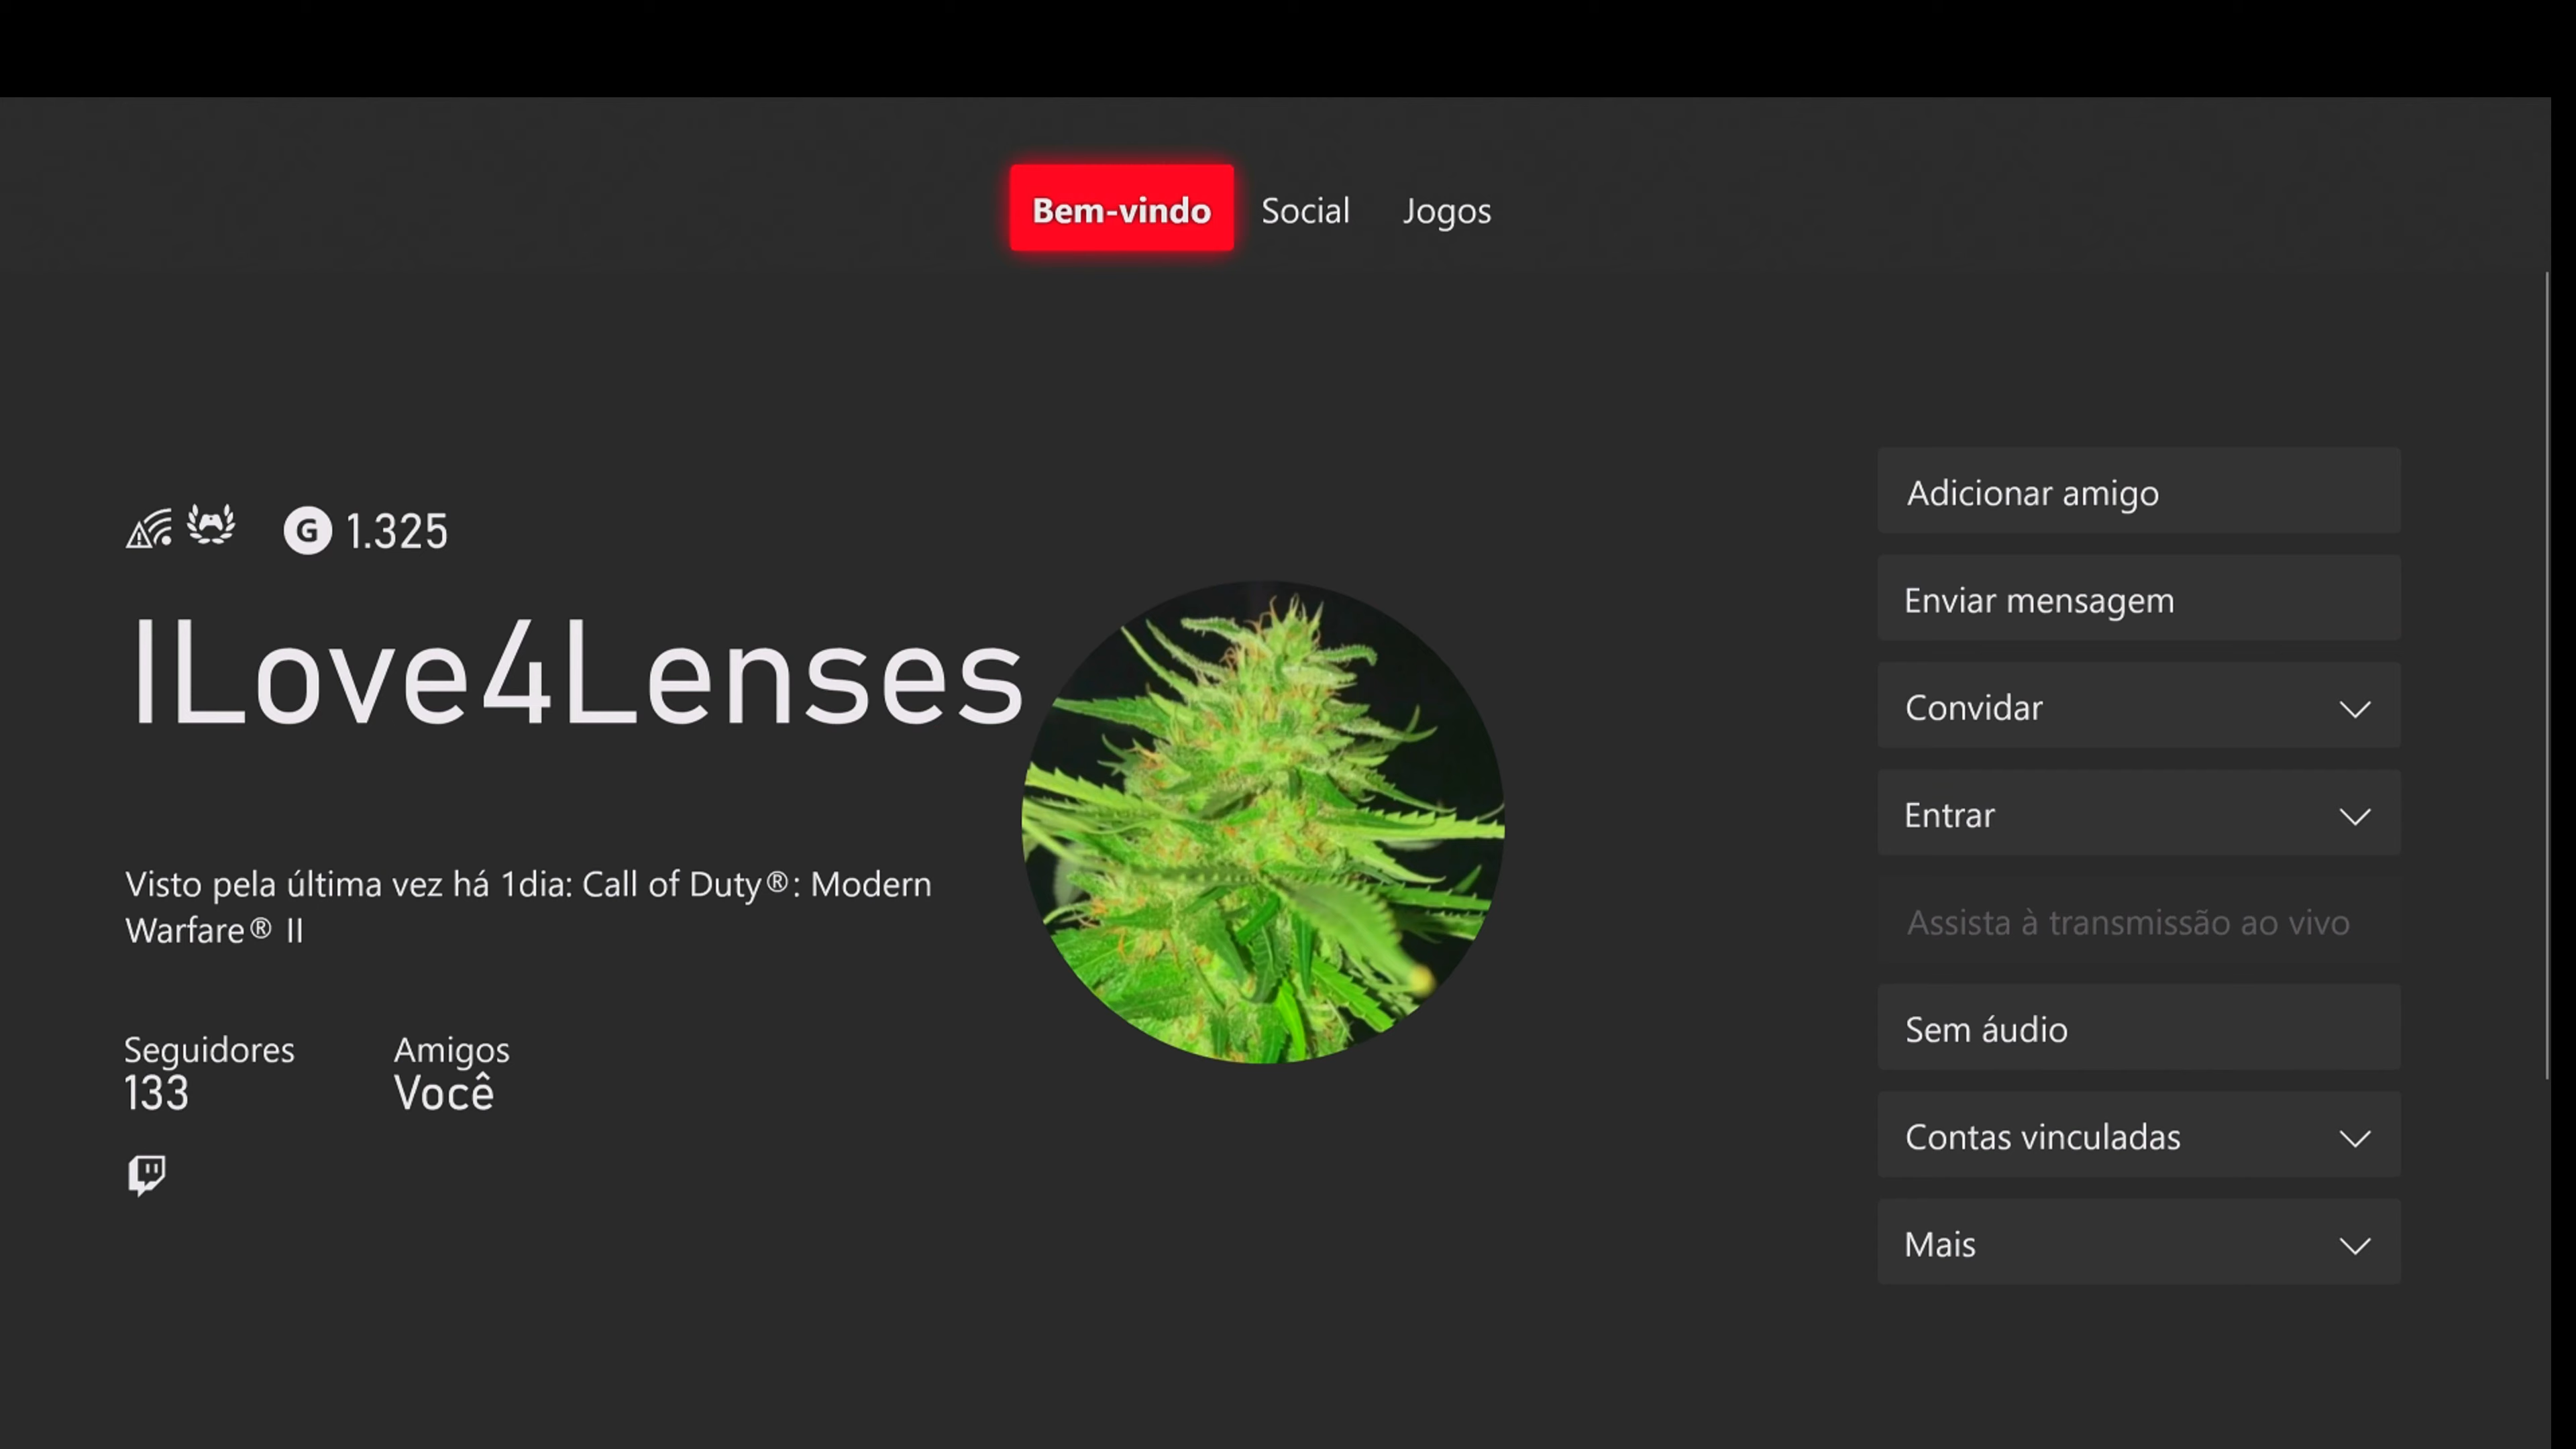 Bem-vindo Social Jogos
G 1.325
ILove4Lenses
Visto pela última vez há 1dia: Call of Duty®: Modern
Warfare® II
Seguidores Amigos
133 Você
Adicionar amigo
Enviar mensagem
Convidar
Entrar
Assista à transmissão ao vivo
Sem áudio
Contas vinculadas
Mais